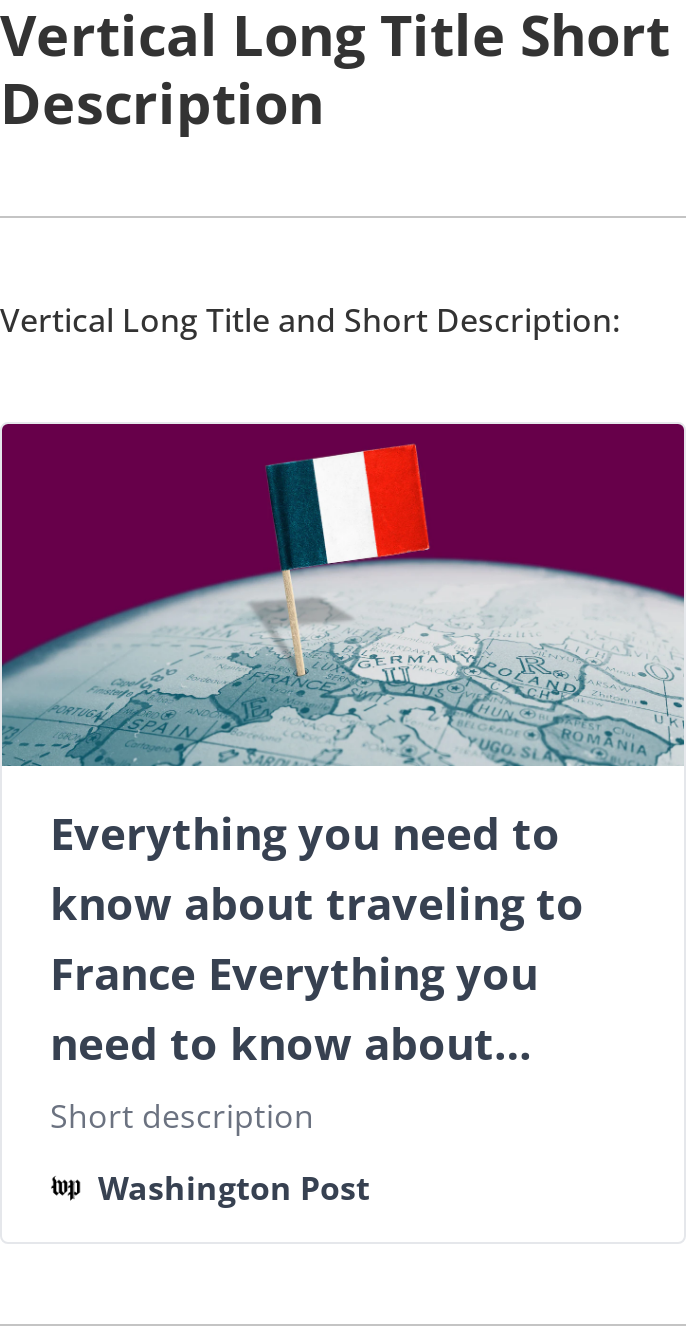 Vertical Long Title Short
Description
Vertical Long Title and Short Description:
GERMANY
POLAND
FRANCE
CZECH
PORTUGAL
SPAIN
HUN
ROMANIA
YUGO. SLA.
Everything you need to
know about traveling to
France Everything you
need to know about...
Short description
wp Washington Post